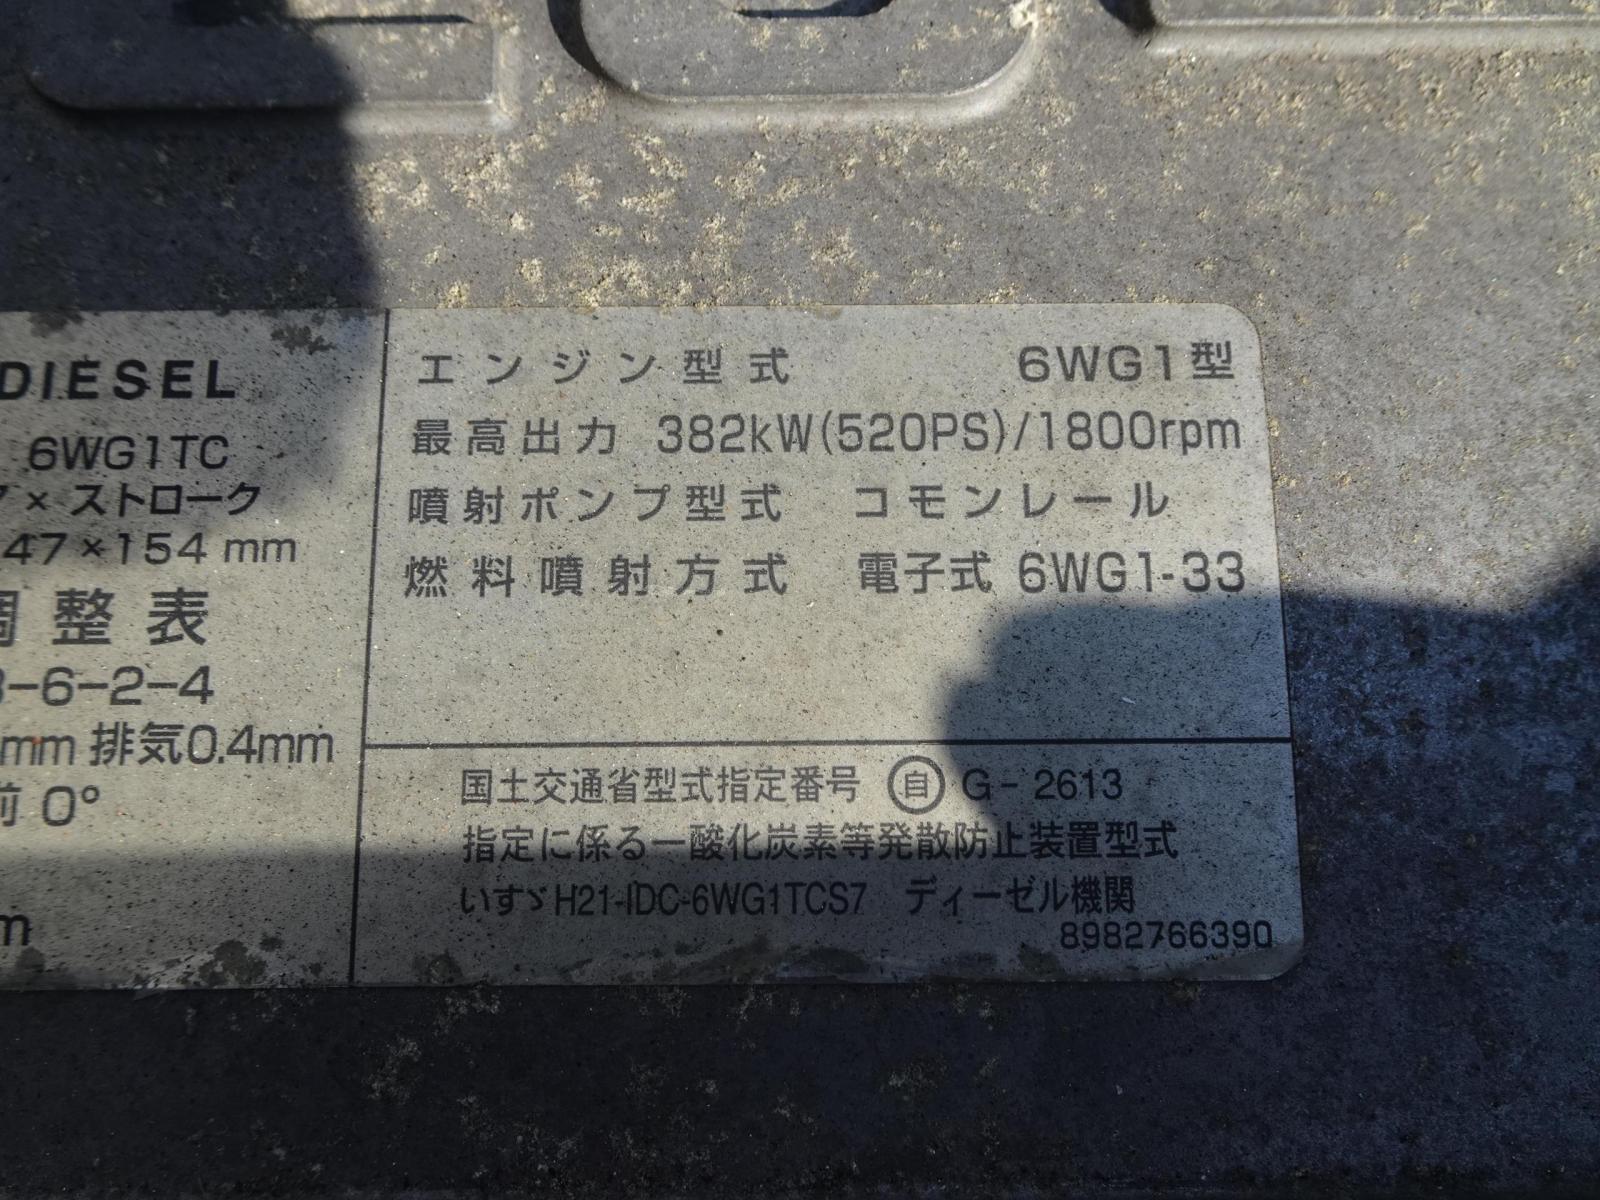 DIESEL
6WG1TC
× ストローク
47×154 mm
調整表
-6-2-4
mm 排気0.4mm
前 0°
m
エンジン型式 6WG1型
最高出力 382kW(520PS)/1800rpm
噴射ポンプ型式 コモンレール
燃料噴射方式 電子式 6WG1-33
国土交通省型式指定番号 自 G-2613
指定に係る一酸化炭素等発散防止装置型式
いすゞH21-IDC-6WG1TCS7 ディーゼル機関
8982766390